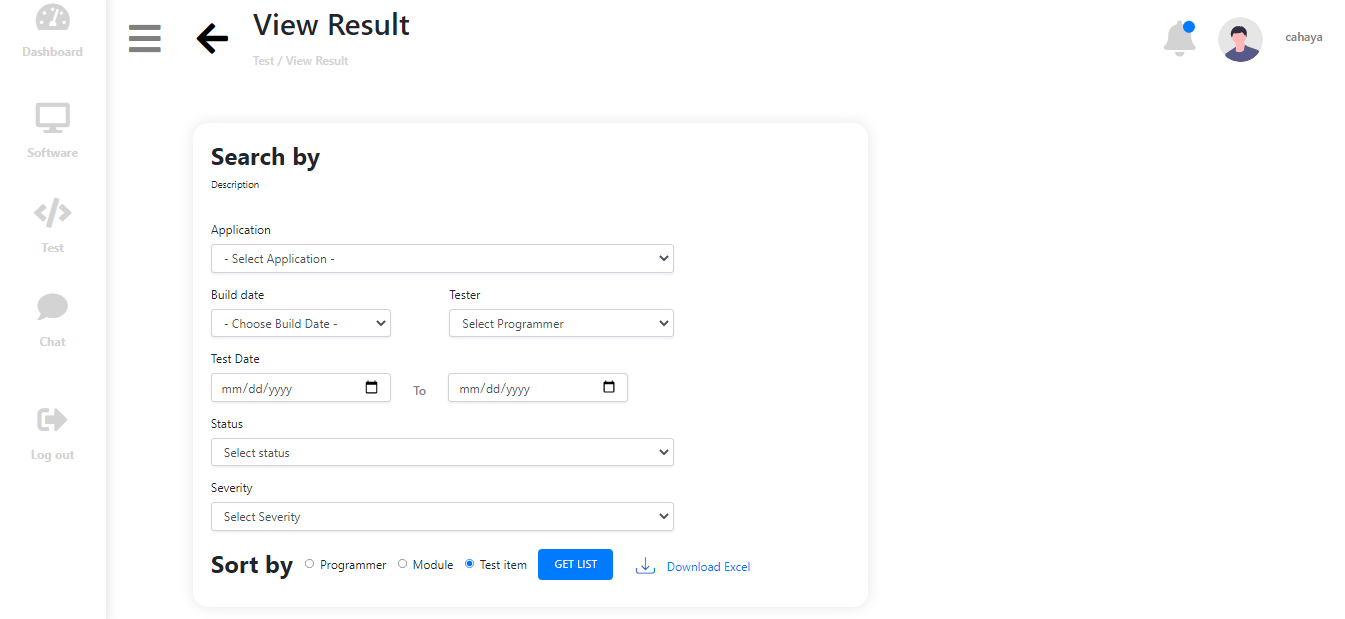 Dashboard
Software
Test
Chat
Log out
View Result
Test / View Result
cahaya
Search by
Description
Application
- Select Application -
Build date
Tester
- Choose Build Date -
Select Programmer
Test Date
mm/dd/yyyy
To
mm/dd/yyyy
Status
Select status
Severity
Select Severity
Sort by Programmer Module Test item GET LIST Download Excel